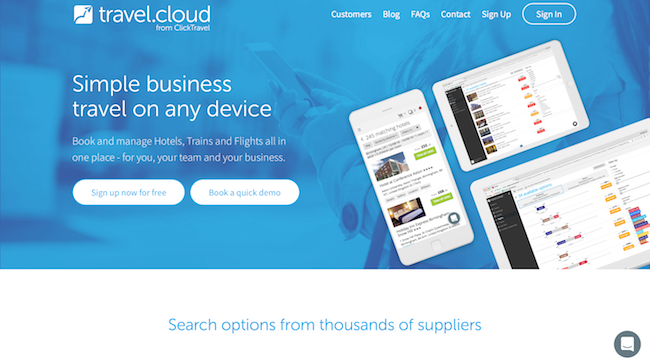 travel.cloud
from ClickTravel
Customers Blog FAQs Contact Sign Up Sign In
Simple business
travel on any device
Book and manage Hotels, Trains and Flights all in
one place - for you, your team and your business.
Sign up now for free Book a quick demo
245 matching hotels
Search options from thousands of suppliers